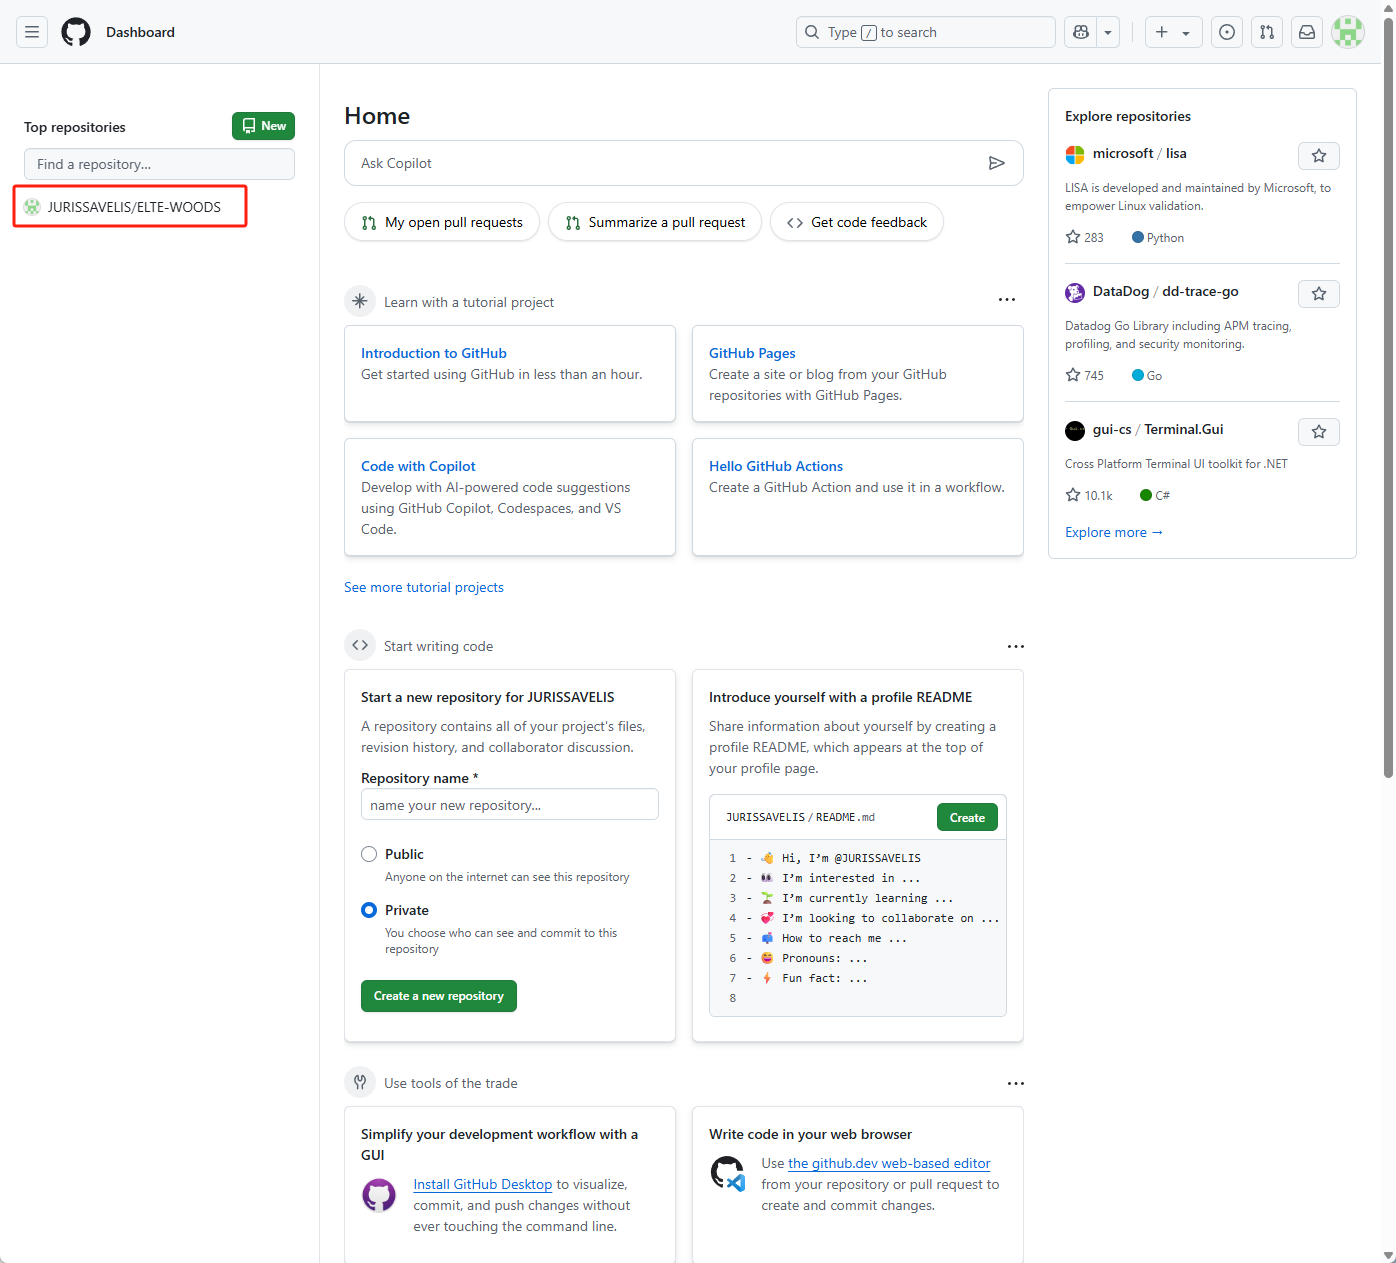 Dashboard
Type / to search
Top repositories
New
Find a repository...
JURISSAVELIS/ELTE-WOODS
Home
Ask Copilot
My open pull requests
Summarize a pull request
Get code feedback
Learn with a tutorial project
Introduction to GitHub
Get started using GitHub in less than an hour.
GitHub Pages
Create a site or blog from your GitHub
repositories with GitHub Pages.
Code with Copilot
Develop with AI-powered code suggestions
using GitHub Copilot, Codespaces, and VS
Code.
Hello GitHub Actions
Create a GitHub Action and use it in a workflow.
See more tutorial projects
Start writing code
Start a new repository for JURISSAVELIS
A repository contains all of your project's files,
revision history, and collaborator discussion.
Repository name *
name your new repository...
Public
Anyone on the internet can see this repository
Private
You choose who can see and commit to this
repository
Create a new repository
Introduce yourself with a profile README
Share information about yourself by creating a
profile README, which appears at the top of
your profile page.
JURISSAVELIS / README.md
Create
1 - 👋 Hi, I’m @JURISSAVELIS
2 - 👀 I’m interested in ...
3 - 🌱 I’m currently learning ...
4 - 💞️ I’m looking to collaborate on ...
5 - 📫 How to reach me ...
6 - 😄 Pronouns: ...
7 - ⚡ Fun fact: ...
8
Use tools of the trade
Simplify your development workflow with a
GUI
Install GitHub Desktop to visualize,
commit, and push changes without
ever touching the command line.
Write code in your web browser
Use the github.dev web-based editor
from your repository or pull request to
create and commit changes.
Explore repositories
microsoft / lisa
LISA is developed and maintained by Microsoft, to
empower Linux validation.
283 Python
DataDog / dd-trace-go
Datadog Go Library including APM tracing,
profiling, and security monitoring.
745 Go
gui-cs / Terminal.Gui
Cross Platform Terminal UI toolkit for .NET
10.1k C#
Explore more →